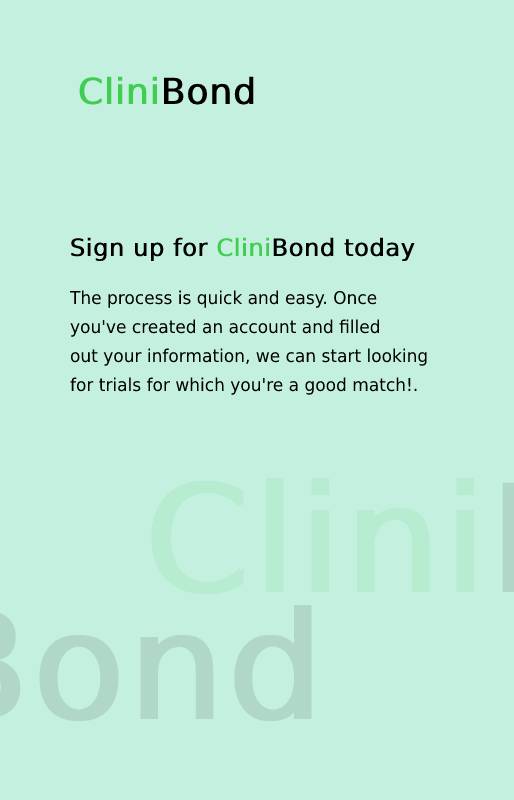 CliniBond
Sign up for CliniBond today
The process is quick and easy. Once
you've created an account and filled
out your information, we can start looking
for trials for which you're a good match!.
Clini
Bond